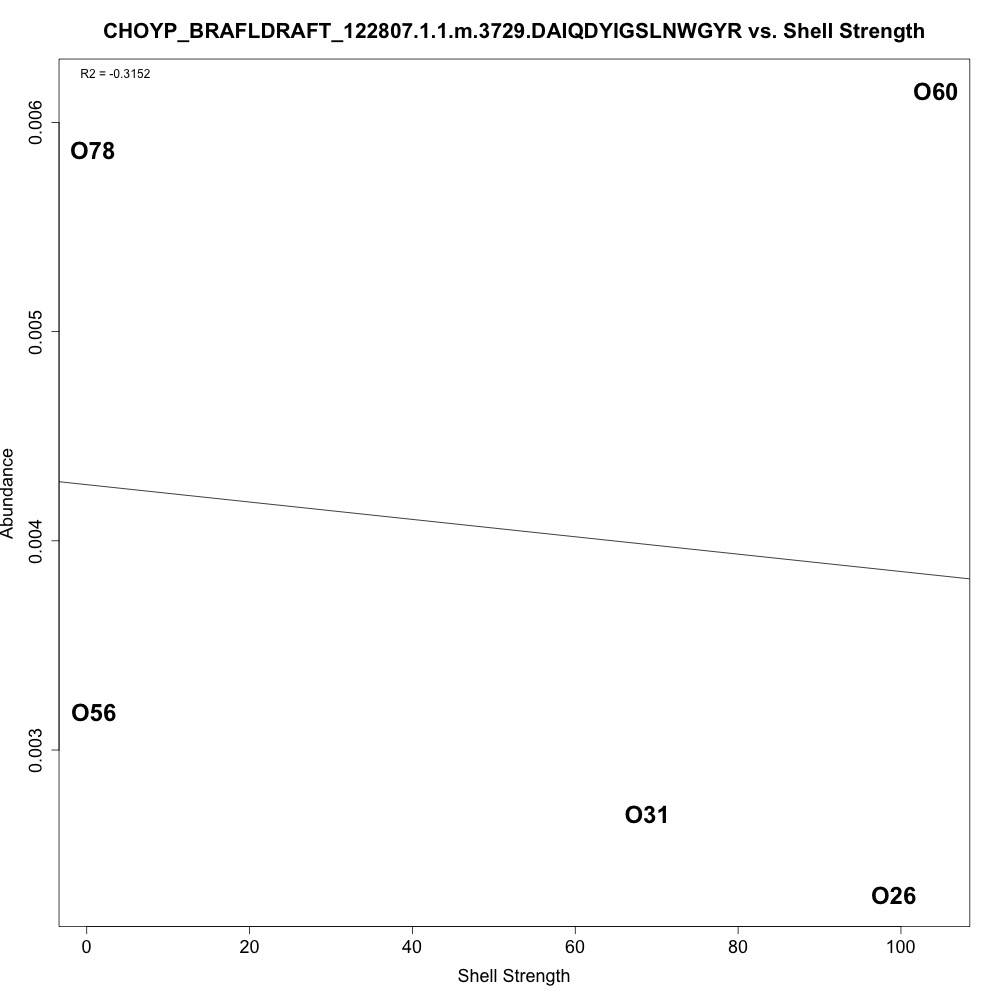 CHOYP_BRAFLDRAFT_122807.1.1.m.3729.DAIQDYIGSLNWGYR vs. Shell Strength
R2 = -0.3152
O60
0.006
O78
0.005
Abundance
0.004
O56
0.003
O31
O26
0 20 40 60 80 100
Shell Strength